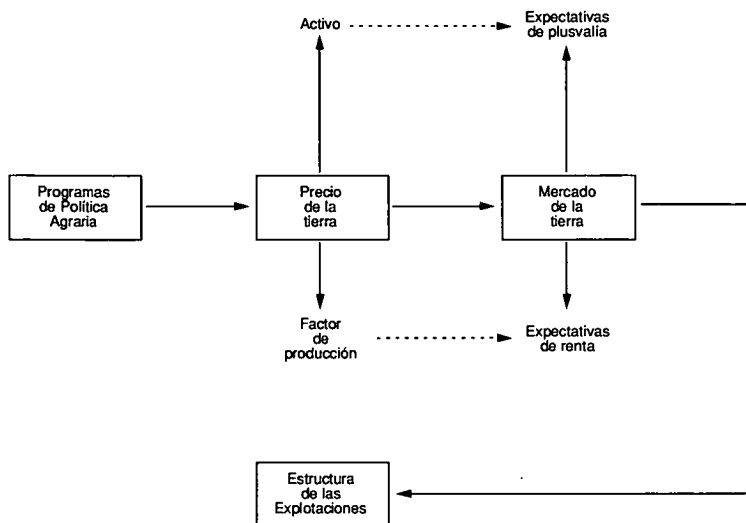 Activo
Expectativas
de plusvalía
Programas
de Política
Agraria
Precio
de la
tierra
Mercado
de la
tierra
Factor
de
producción
Expectativas
de renta
Estructura
de las
Explotaciones